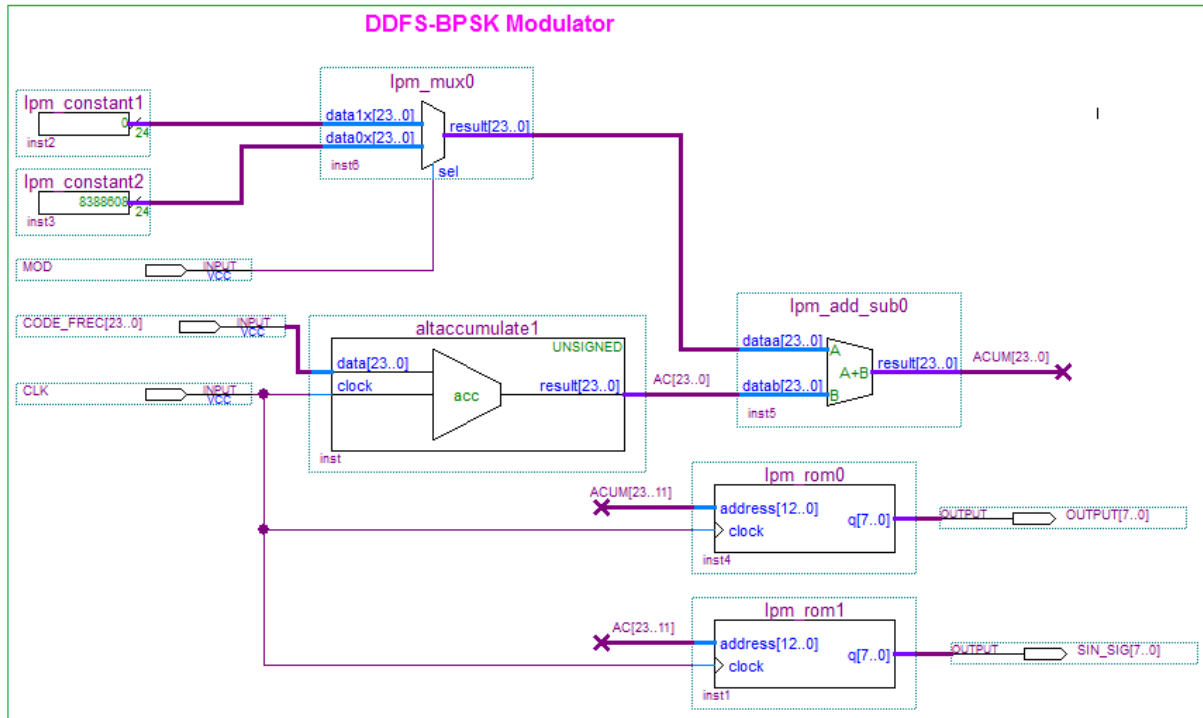 DDFS-BPSK Modulator
lpm_mux0
lpm_constant1
0
24
inst2
data1x[23..0]
data0x[23..0]
result[23..0]
inst6
sel
lpm_constant2
8388608
24
inst3
MOD
INPUT
VCC
CODE_FREC[23..0]
INPUT
VCC
CLK
INPUT
VCC
altaccumulate1
UNSIGNED
data[23..0]
clock
acc
result[23..0]
inst
AC[23..0]
lpm_add_sub0
dataa[23..0]
A
A+B
result[23..0]
datab[23..0]
B
inst5
ACUM[23..0]
lpm_rom0
ACUM[23..11]
address[12..0]
clock
q[7..0]
inst4
OUTPUT
OUTPUT[7..0]
lpm_rom1
AC[23..11]
address[12..0]
clock
q[7..0]
inst1
OUTPUT
SIN_SIG[7..0]